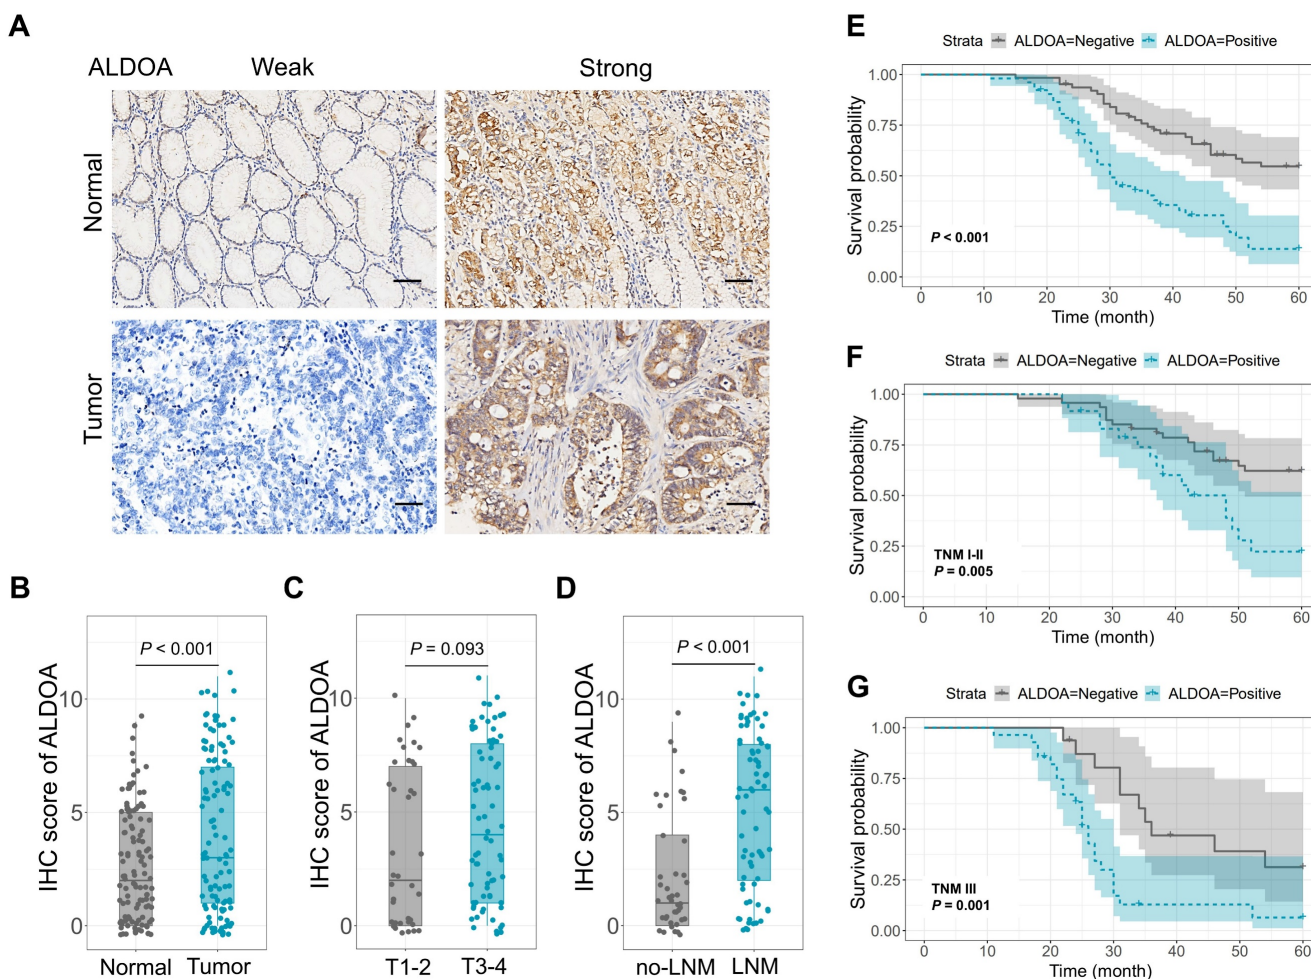 A
ALDOA Weak Strong
Normal
Tumor
B
IHC score of ALDOA
P < 0.001
10
5
0
Normal Tumor
C
IHC score of ALDOA
P = 0.093
10
5
0
T1-2 T3-4
D
IHC score of ALDOA
P < 0.001
10
5
0
no-LNM LNM
E
Strata ALDOA=Negative ALDOA=Positive
Survival probability
1.00
0.75
0.50
0.25
0.00
P < 0.001
0 10 20 30 40 50 60
Time (month)
F
Strata ALDOA=Negative ALDOA=Positive
Survival probability
1.00
0.75
0.50
0.25
0.00
TNM I-II
P = 0.005
0 10 20 30 40 50 60
Time (month)
G
Strata ALDOA=Negative ALDOA=Positive
Survival probability
1.00
0.75
0.50
0.25
0.00
TNM III
P = 0.001
0 10 20 30 40 50 60
Time (month)